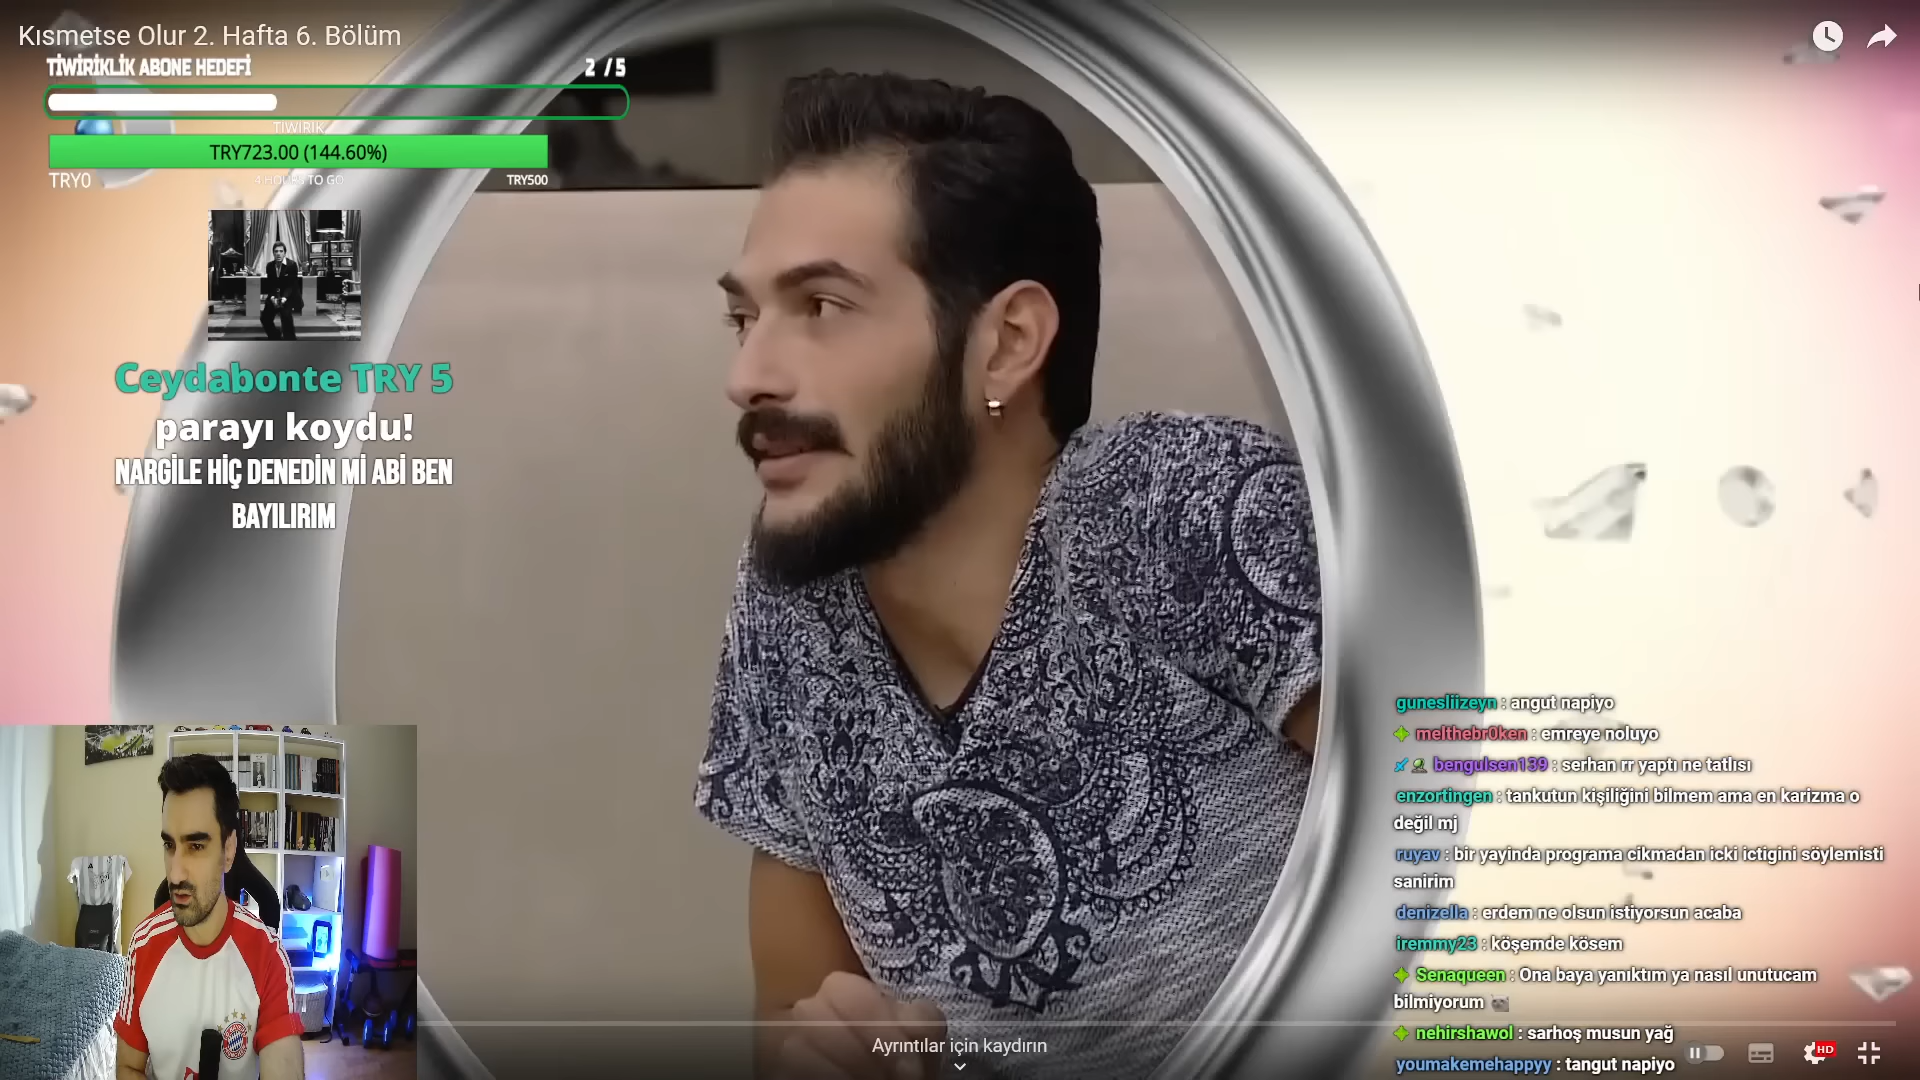 Kısmetse Olur 2. Hafta 6. Bölüm
TİWİRİKLİK ABONE HEDEFİ
2 / 5
TIWIRIK
TRY723.00 (144.60%)
TRY0
4 HOURS TO GO
TRY500
Ceydabonte TRY 5
parayı koydu!
NARGİLE HİÇ DENEDİN Mİ ABİ BEN
BAYILIRIM
gunesliizeyn : angut napiyo
melthebr0ken : emreye noluyo
bengulsen139 : serhan rr yaptı ne tatlısı
enzortingen : tankutun kişiliğini bilmem ama en karizma o
değil mj
ruyav : bir yayinda programa cikmadan icki ictigini söylemisti
sanirim
denizella : erdem ne olsun istiyorsun acaba
iremmy23 : köşemde kösem
Senaqueen : Ona baya yanıktım ya nasıl unutucam
bilmiyorum
nehirshawol : sarhoş musun yağ
youmakemehappyy : tangut napiyo
Ayrıntılar için kaydırın
HD